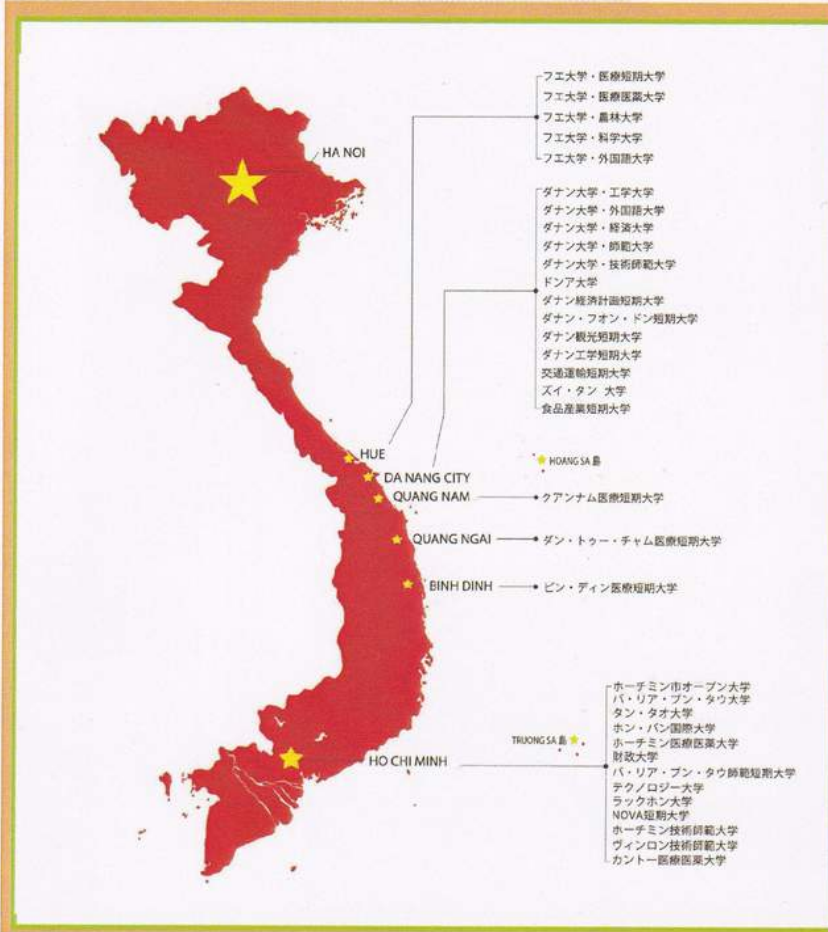 フエ大学・医療短期大学
フエ大学・医療医薬大学
フエ大学・農林大学
フエ大学・科学大学
フエ大学・外国語大学
HA NOI
ダナン大学・工学大学
ダナン大学・外国語大学
ダナン大学・経済大学
ダナン大学・師範大学
ダナン大学・技術師範大学
ドンア大学
ダナン経済計画短期大学
ダナン・フオン・ドン短期大学
ダナン観光短期大学
ダナン工学短期大学
交通運輸短期大学
ズイ・タン 大学
食品産業短期大学
HUE
HOANG SA 島
DA NANG CITY
QUANG NAM
クアンナム医療短期大学
QUANG NGAI
ダン・トゥー・チャム医療短期大学
BINH DINH
ビン・ディン医療短期大学
TRUONG SA 島
HO CHI MINH
ホーチミン市オープン大学
バ・リア・ブン・タウ大学
タン・タオ大学
ホン・バン国際大学
ホーチミン医療医薬大学
財政大学
バ・リア・ブン・タウ師範短期大学
テクノロジー大学
ラックホン大学
NOVA短期大学
ホーチミン技術師範大学
ヴィンロン技術師範大学
カントー医療医薬大学